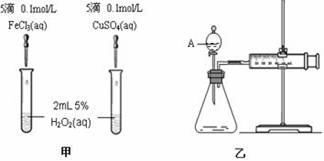 5滴 0.1mol/L 5滴 0.1mol/L
FeCl₃(aq) CuSO₄(aq)
A
2mL 5%
H₂O₂(aq)
甲 乙